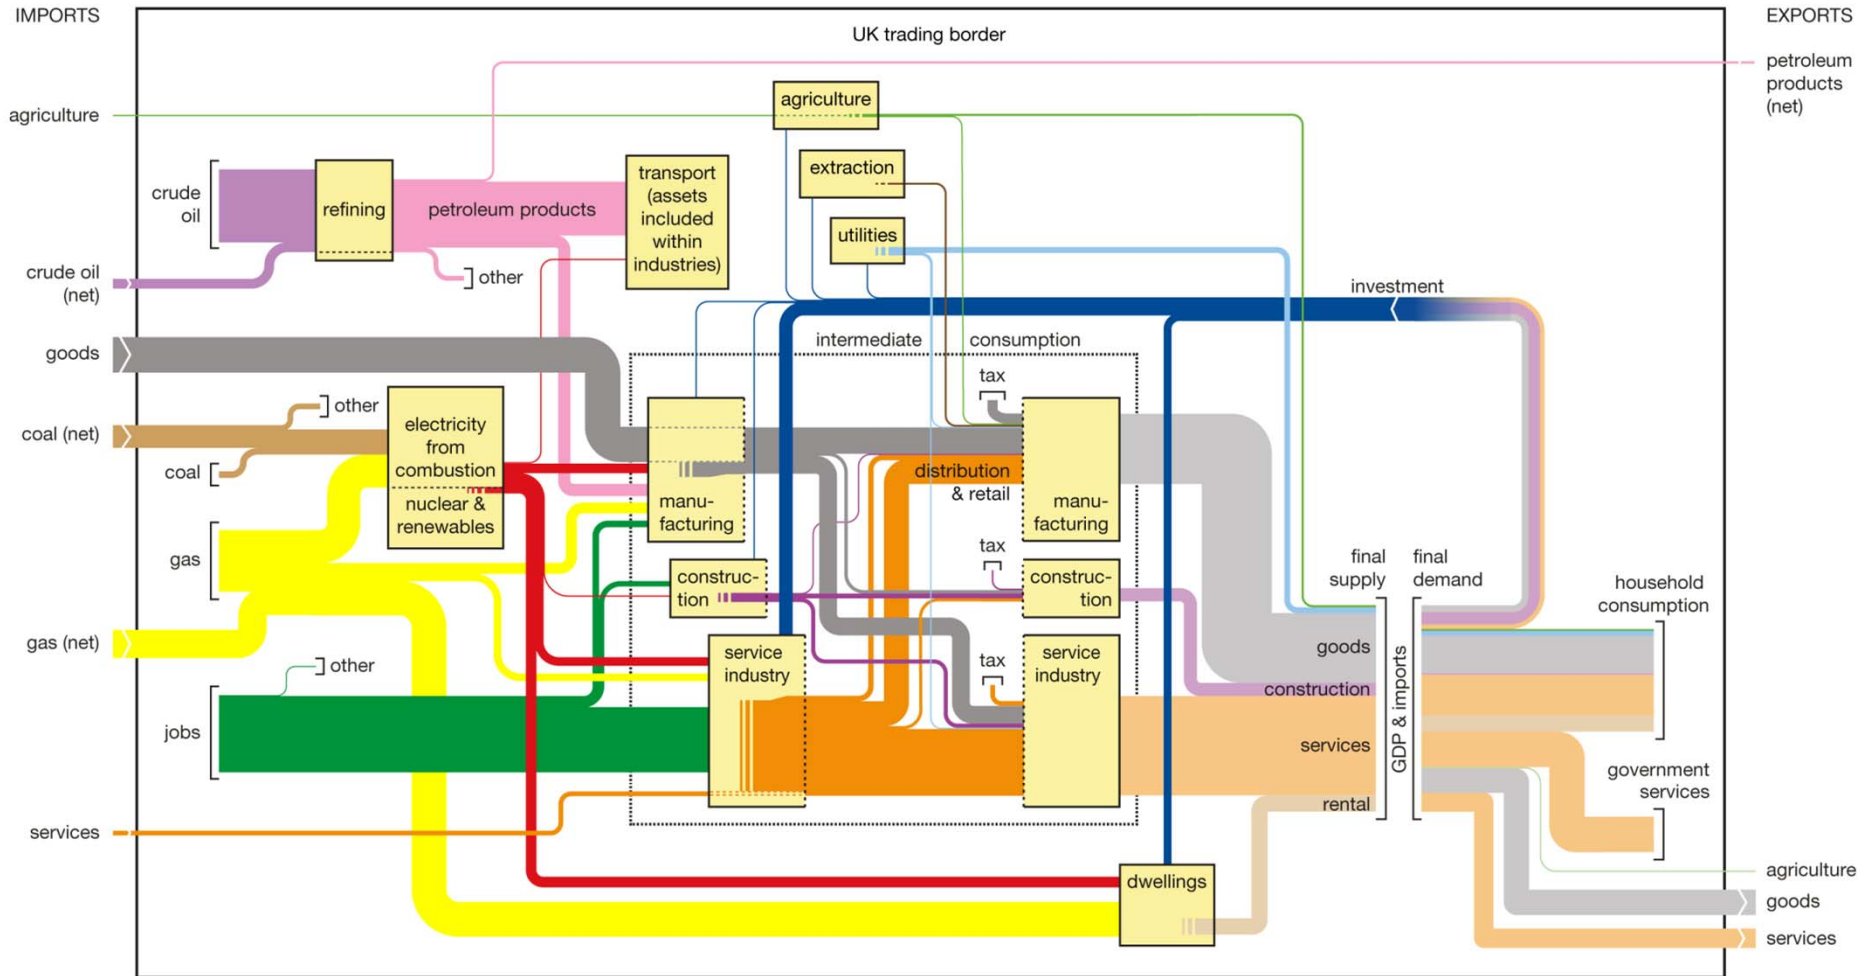 IMPORTS
EXPORTS
UK trading border
petroleum
products
(net)
agriculture
agriculture
extraction
utilities
crude
oil
refining
petroleum products
transport
(assets
included
within
industries)
crude oil
(net)
other
investment
goods
intermediate consumption
tax
other
coal (net)
coal
electricity
from
combustion
nuclear &
renewables
distribution
& retail
manu-
facturing
manu-
facturing
gas
tax
construc-
tion
construc-
tion
final
supply
final
demand
household
consumption
gas (net)
other
service
industry
tax
service
industry
goods
construction
services
rental
GDP & imports
jobs
government
services
services
dwellings
agriculture
goods
services